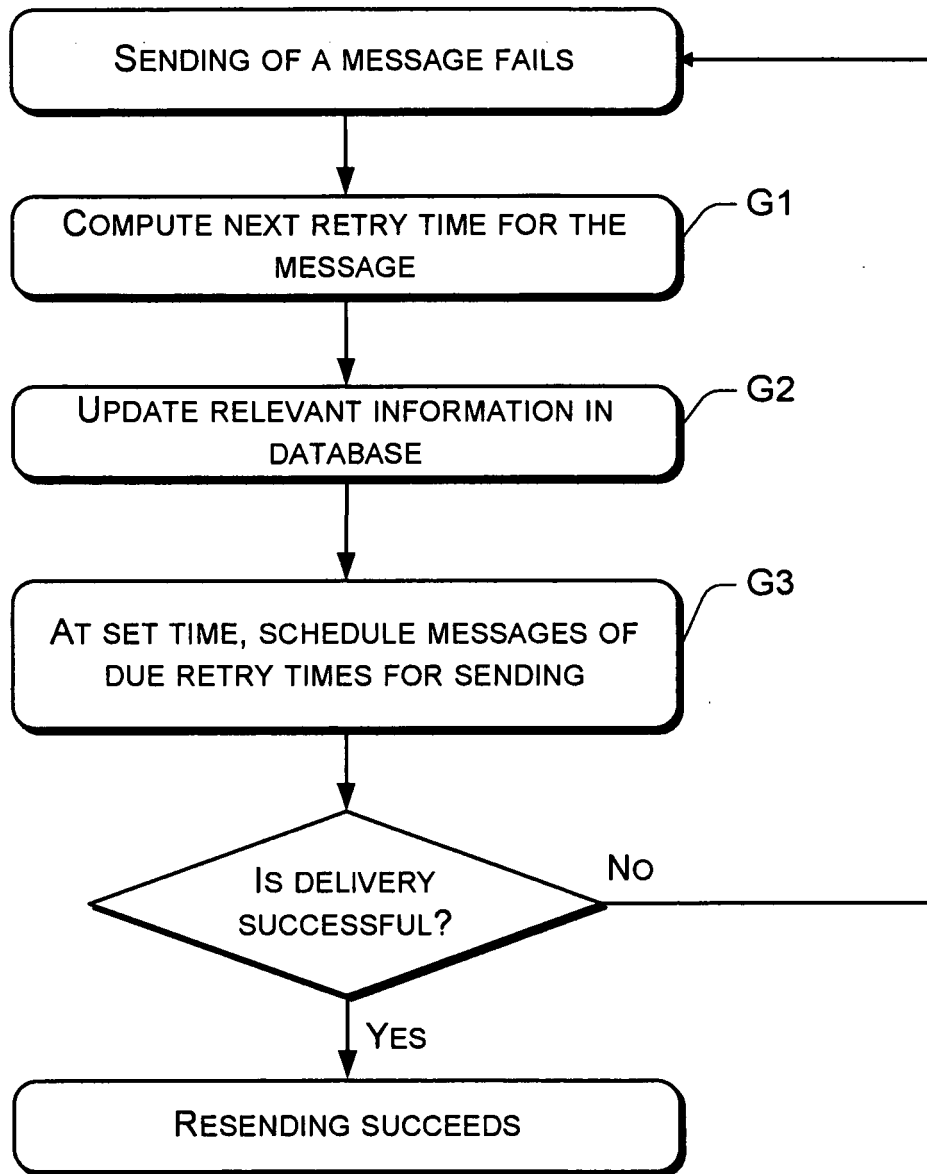 SENDING OF A MESSAGE FAILS
COMPUTE NEXT RETRY TIME FOR THE
MESSAGE
G1
UPDATE RELEVANT INFORMATION IN
DATABASE
G2
AT SET TIME, SCHEDULE MESSAGES OF
DUE RETRY TIMES FOR SENDING
G3
IS DELIVERY
SUCCESSFUL?
NO
YES
RESENDING SUCCEEDS